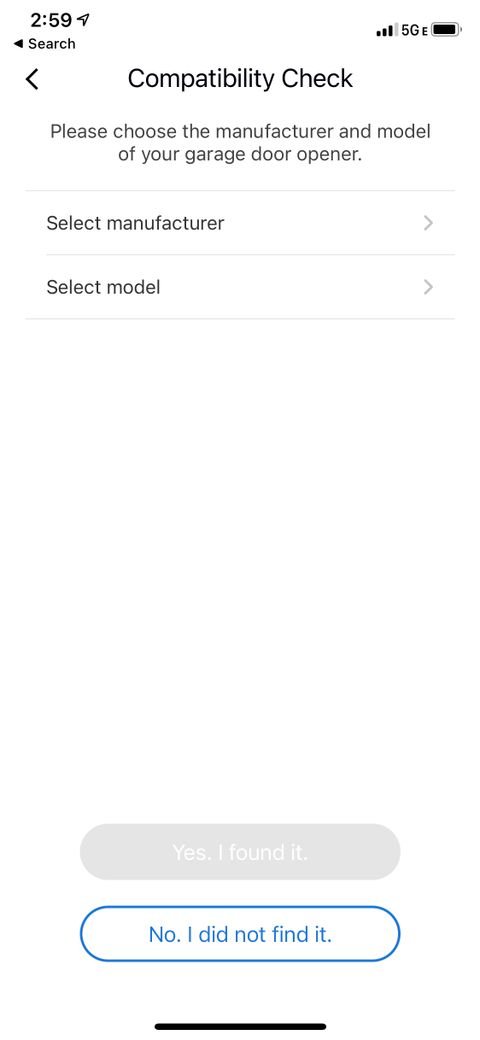 2:59
5G E
◀ Search
Compatibility Check
Please choose the manufacturer and model
of your garage door opener.
Select manufacturer
Select model
Yes. I found it.
No. I did not find it.